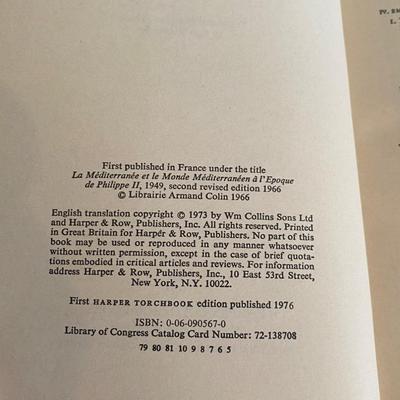 First published in France under the title
La Méditerranée et le Monde Méditerranéen à l'Epoque
de Philippe II, 1949, second revised edition 1966
© Librairie Armand Colin 1966
English translation copyright © 1973 by Wm Collins Sons Ltd
and Harper & Row, Publishers, Inc. All rights reserved. Printed
in Great Britain for Harper & Row, Publishers. No part of this
book may be used or reproduced in any manner whatsoever
without written permission, except in the case of brief quota-
tions embodied in critical articles and reviews. For information
address Harper & Row, Publishers, Inc., 10 East 53rd Street,
New York, N.Y. 10022.
First HARPER TORCHBOOK edition published 1976
ISBN: 0-06-090567-0
Library of Congress Catalog Card Number: 72-138708
79 80 81 10 9 8 7 6 5
IV.
I.